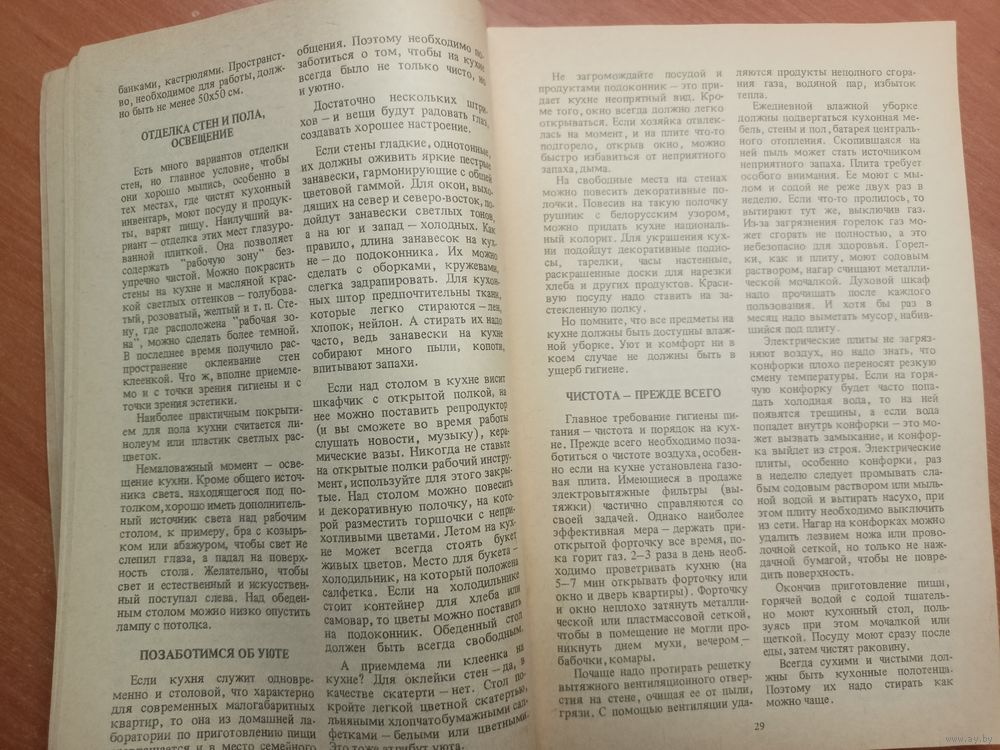 банками, кастрюлями. Пространст-
во, необходимое для работы, долж-
но быть не менее 50х50 см.
ОТДЕЛКА СТЕН И ПОЛА,
ОСВЕЩЕНИЕ
Есть много вариантов отделки
стен, но главное условие, чтобы
они хорошо мылись, особенно в
тех местах, где чистят кухонный
инвентарь, моют посуду и продук-
ты, варят пищу. Наилучший ва-
риант — отделка этих мест глазуро-
ванной плиткой. Она позволяет
содержать "рабочую зону" без-
упречно чистой. Можно покрасить
стены на кухне и масляной крас-
кой светлых оттенков — голубова-
тый, розоватый, желтый и т. п. Сте-
ну, где расположена "рабочая зо-
на", можно сделать более темной.
В последнее время получило рас-
пространение оклеивание стен
клеенкой. Что ж, вполне приемле-
мо и с точки зрения гигиены и с
точки зрения эстетики.
Наиболее практичным покрыти-
ем для пола кухни считается ли-
нолеум или пластик светлых рас-
цветок.
Немаловажный момент — осве-
щение кухни. Кроме общего источ-
ника света, находящегося под по-
толком, хорошо иметь дополнитель-
ный источник света над рабочим
столом, к примеру, бра с козырь-
ком или абажуром, чтобы свет не
слепил глаза, а падал на поверх-
ность стола. Желательно, чтобы
свет и естественный и искусствен-
ный поступал слева. Над обеден-
ным столом можно низко опустить
лампу с потолка.
ПОЗАБОТИМСЯ ОБ УЮТЕ
Если кухня служит одновре-
менно и столовой, что характерно
для современных малогабаритных
квартир, то она из домашней ла-
боратории по приготовлению пищи
превращается и в место семейного
общения. Поэтому необходимо по-
заботиться о том, чтобы на кухне
всегда было не только чисто, но
и уютно.
Достаточно нескольких штри-
хов — и вещи будут радовать глаз,
создавать хорошее настроение.
Если стены гладкие, однотонные,
их должны оживить яркие пестрые
занавески, гармонирующие с общей
цветовой гаммой. Для окон, выхо-
дящих на север и северо-восток, по-
дойдут занавески светлых тонов,
а на юг и запад — холодных. Как
правило, длина занавесок на кух-
не — до подоконника. Их можно
сделать с оборками, кружевами,
слегка задрапировать. Для кухон-
ных штор предпочтительны ткани,
которые легко стираются — лен,
хлопок, нейлон. А стирать их надо
часто, ведь занавески на кухне
собирают много пыли, копоти,
впитывают запахи.
Если над столом в кухне висит
шкафчик с открытой полкой, на
нее можно поставить репродуктор
(и вы сможете во время работы
слушать новости, музыку), кера-
мические вазы. Никогда не ставьте
на открытые полки рабочий инстру-
мент, используйте для этого закры-
тые. Над столом можно повесить
и декоративную полочку, на кото-
рой разместить горшочки с непри-
хотливыми цветами. Летом на кух-
не может всегда стоять букет
живых цветов. Место для букета —
холодильник, на который положена
салфетка. Если на холодильнике
стоит контейнер для хлеба или
самовар, то цветы можно поставить
на подоконник. Обеденный стол
должен быть всегда свободным.
А приемлема ли клеенка на
кухне? Для оклейки стен — да, в
качестве скатерти — нет. Стол по-
кройте легкой цветной скатертью,
льняными хлопчатобумажными сал-
фетками — белыми или цветными.
Это тоже атрибут уюта.
Не загромождайте посудой и
продуктами подоконник — это при-
дает кухне неопрятный вид. Кро-
ме того, окно всегда должно легко
открываться. Если хозяйка отвлек-
лась на момент, и на плите что-то
подгорело, открыв окно, можно
быстро избавиться от неприятного
запаха, дыма.
На свободные места на стенах
можно повесить декоративные по-
лочки. Повесив на такую полочку
рушник с белорусским узором,
можно придать кухне националь-
ный колорит. Для украшения кух-
ни подойдут декоративные подно-
сы, тарелки, часы настенные,
раскрашенные доски для нарезки
хлеба и других продуктов. Краси-
вую посуду надо ставить на за-
стекленную полку.
Но помните, что все предметы на
кухне должны быть доступны влаж-
ной уборке. Уют и комфорт ни в
коем случае не должны быть в
ущерб гигиене.
ЧИСТОТА — ПРЕЖДЕ ВСЕГО
Главное требование гигиены пи-
тания — чистота и порядок на кух-
не. Прежде всего необходимо поза-
ботиться о чистоте воздуха, особен-
но если на кухне установлена газо-
вая плита. Имеющиеся в продаже
электровытяжные фильтры (вы-
тяжки) частично справляются со
своей задачей. Однако наиболее
эффективная мера — держать при-
открытой форточку все время, по-
ка горит газ. 2—3 раза в день необ-
ходимо проветривать кухню (на
5—7 мин открывать форточку или
окно и дверь квартиры). Форточку
и окно неплохо затянуть металли-
ческой или пластмассовой сеткой,
чтобы в помещение не могли про-
никнуть днем мухи, вечером —
бабочки, комары.
Почаще надо протирать решетку
вытяжного вентиляционного отвер-
стия на стене, очищая ее от пыли,
грязи. С помощью вентиляции уда-
ляются продукты неполного сгора-
ния газа, водяной пар, избыток
тепла.
Ежедневной влажной уборке
должны подвергаться кухонная ме-
бель, стены и пол, батарея централь-
ного отопления. Скопившаяся на
ней пыль может стать источником
неприятного запаха. Плита требует
особого внимания. Ее моют с мы-
лом и содой не реже двух раз в
неделю. Если что-то пролилось, то
вытирают тут же, выключив газ.
Из-за загрязнения горелок газ мо-
жет сгорать не полностью, а это
небезопасно для здоровья. Горел-
ки, как и плиту, моют содовым
раствором, нагар счищают металли-
ческой мочалкой. Духовой шкаф
надо прочищать после каждого
пользования. И хотя бы раз в
месяц надо выметать мусор, набив-
шийся под плиту.
Электрические плиты не загряз-
няют воздух, но надо знать, что
конфорки плохо переносят резкую
смену температуры. Если на горя-
чую конфорку будет часто попа-
дать холодная вода, то на ней
появятся трещины, а если вода
попадет внутрь конфорки — это мо-
жет вызвать замыкание, и конфор-
ка выйдет из строя. Электрические
плиты, особенно конфорки, раз
в неделю следует промывать сла-
бым содовым раствором или мыль-
ной водой и вытирать насухо, при
этом плиту необходимо выключить
из сети. Нагар на конфорках можно
удалить лезвием ножа или прово-
лочной сеткой, но только не наж-
дачной бумагой, чтобы не повре-
дить поверхность.
Окончив приготовление пищи,
горячей водой с содой тщатель-
но моют кухонный стол, поль-
зуясь при этом мочалкой или
щеткой. Посуду моют сразу после
еды, затем чистят раковину.
Всегда сухими и чистыми дол-
жны быть кухонные полотенца.
Поэтому их надо стирать как
можно чаще.
29
www.ay.by